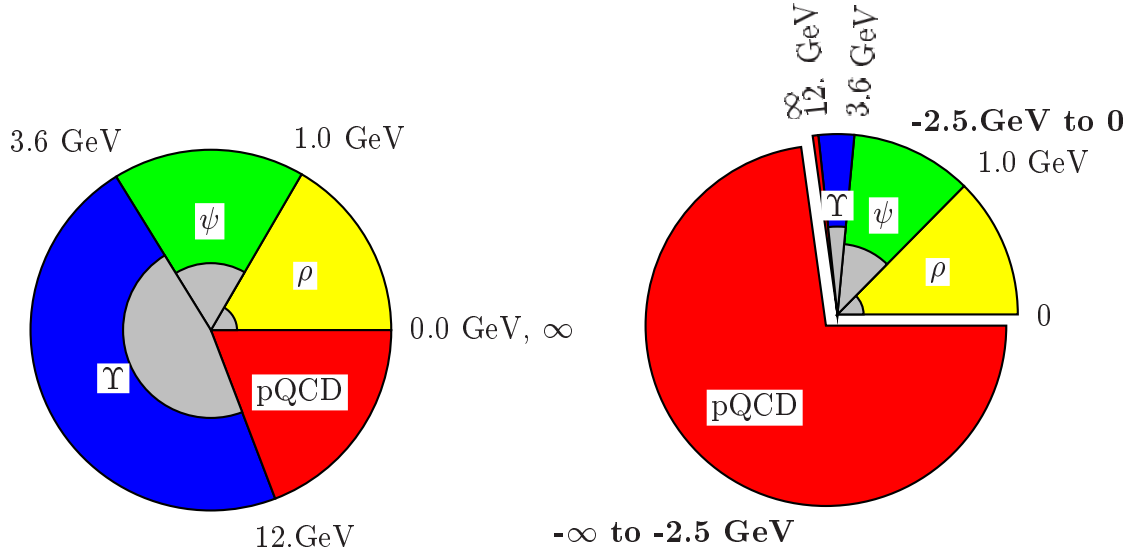 3.6 GeV
1.0 GeV
ψ
ρ
0.0 GeV, ∞
ϒ
pQCD
12.GeV
∞
12. GeV
3.6 GeV
-2.5.GeV to 0
1.0 GeV
ϒ
ψ
ρ
0
pQCD
-∞ to -2.5 GeV